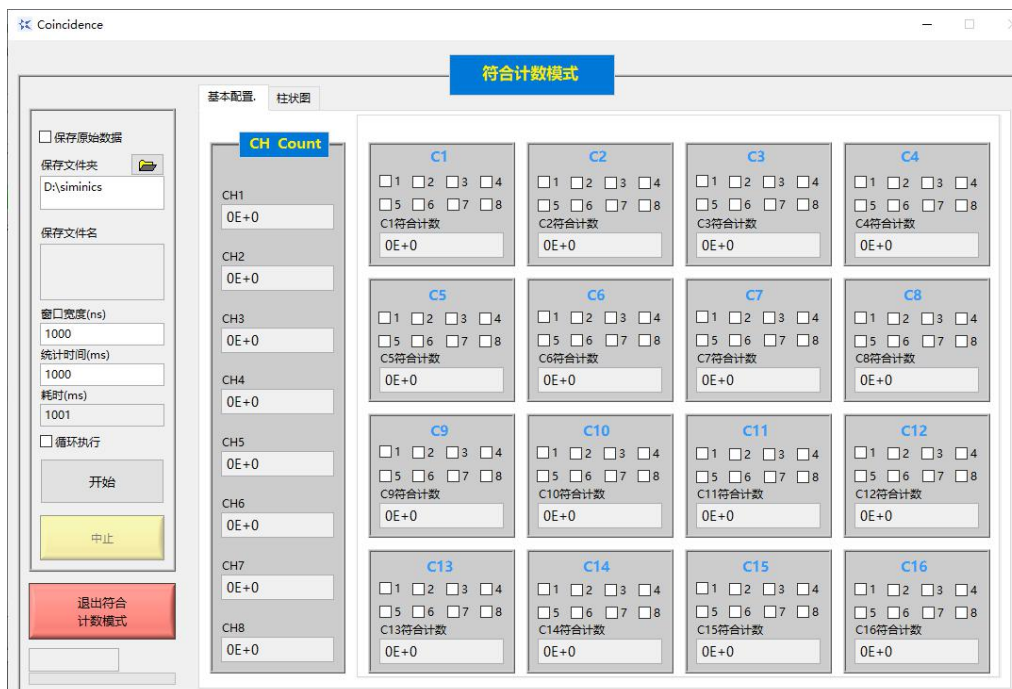 Coincidence
符合计数模式
基本配置. 柱状图
保存原始数据
保存文件夹
D:\siminics
保存文件名
窗口宽度(ns)
1000
统计时间(ms)
1000
耗时(ms)
1001
循环执行
开始
中止
退出符合
计数模式
CH Count
CH1
0E+0
CH2
0E+0
CH3
0E+0
CH4
0E+0
CH5
0E+0
CH6
0E+0
CH7
0E+0
CH8
0E+0
C1
1 2 3 4
5 6 7 8
C1符合计数
0E+0
C2
1 2 3 4
5 6 7 8
C2符合计数
0E+0
C3
1 2 3 4
5 6 7 8
C3符合计数
0E+0
C4
1 2 3 4
5 6 7 8
C4符合计数
0E+0
C5
1 2 3 4
5 6 7 8
C5符合计数
0E+0
C6
1 2 3 4
5 6 7 8
C6符合计数
0E+0
C7
1 2 3 4
5 6 7 8
C7符合计数
0E+0
C8
1 2 3 4
5 6 7 8
C8符合计数
0E+0
C9
1 2 3 4
5 6 7 8
C9符合计数
0E+0
C10
1 2 3 4
5 6 7 8
C10符合计数
0E+0
C11
1 2 3 4
5 6 7 8
C11符合计数
0E+0
C12
1 2 3 4
5 6 7 8
C12符合计数
0E+0
C13
1 2 3 4
5 6 7 8
C13符合计数
0E+0
C14
1 2 3 4
5 6 7 8
C14符合计数
0E+0
C15
1 2 3 4
5 6 7 8
C15符合计数
0E+0
C16
1 2 3 4
5 6 7 8
C16符合计数
0E+0